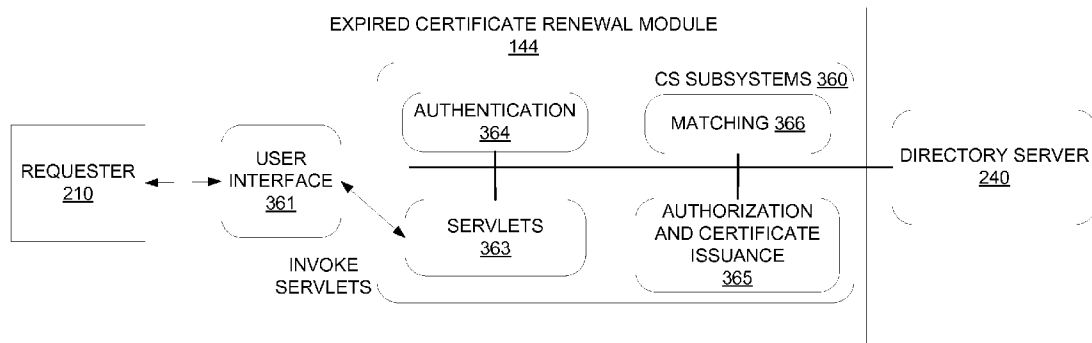 EXPIRED CERTIFICATE RENEWAL MODULE
144
CS SUBSYSTEMS 360
AUTHENTICATION
364
MATCHING 366
REQUESTER
210
USER
INTERFACE
361
DIRECTORY SERVER
240
SERVLETS
363
AUTHORIZATION
AND CERTIFICATE
ISSUANCE
365
INVOKE
SERVLETS